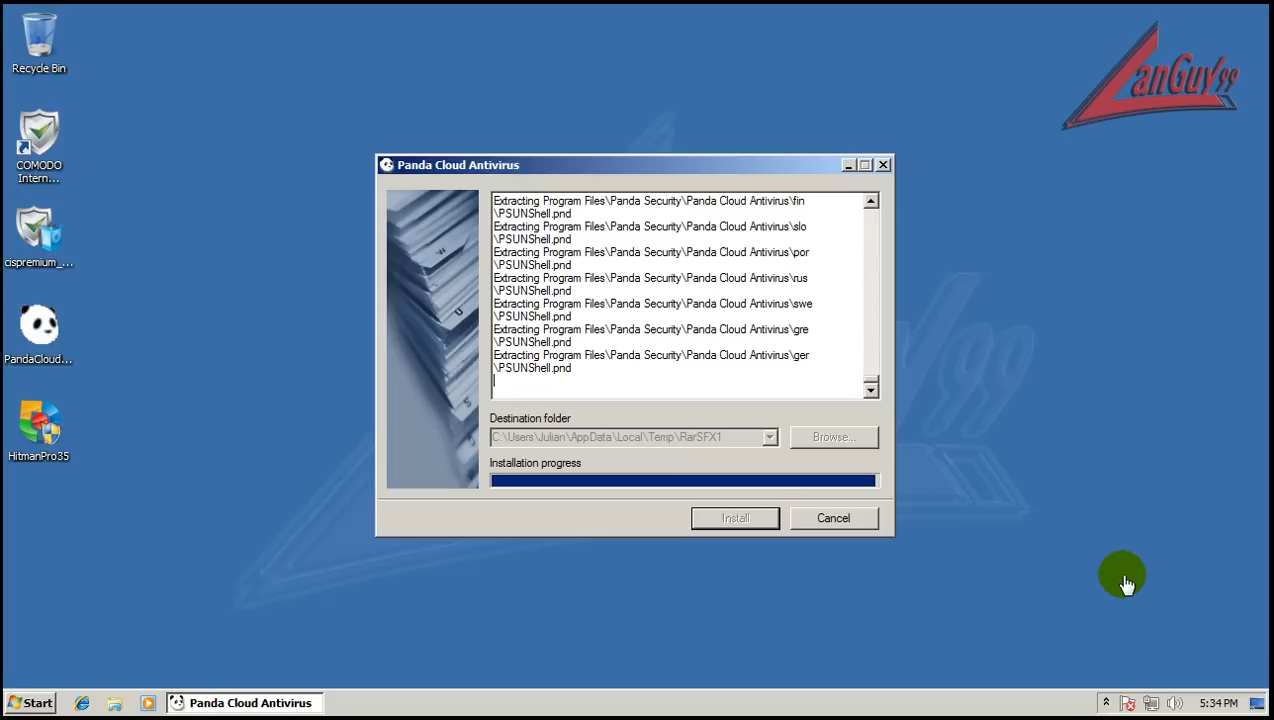 Recycle Bin
COMODO
Intern...
cispremium_...
PandaCloud...
HitmanPro35
LanGuy99
Panda Cloud Antivirus
Extracting Program Files\Panda Security\Panda Cloud Antivirus\fin
\PSUNShell.pnd
Extracting Program Files\Panda Security\Panda Cloud Antivirus\slo
\PSUNShell.pnd
Extracting Program Files\Panda Security\Panda Cloud Antivirus\por
\PSUNShell.pnd
Extracting Program Files\Panda Security\Panda Cloud Antivirus\rus
\PSUNShell.pnd
Extracting Program Files\Panda Security\Panda Cloud Antivirus\swe
\PSUNShell.pnd
Extracting Program Files\Panda Security\Panda Cloud Antivirus\gre
\PSUNShell.pnd
Extracting Program Files\Panda Security\Panda Cloud Antivirus\ger
\PSUNShell.pnd
Destination folder
C:\Users\Julian\AppData\Local\Temp\RarSFX1
Browse...
Installation progress
Install
Cancel
W
U
S
Start
Panda Cloud Antivirus
5:34 PM